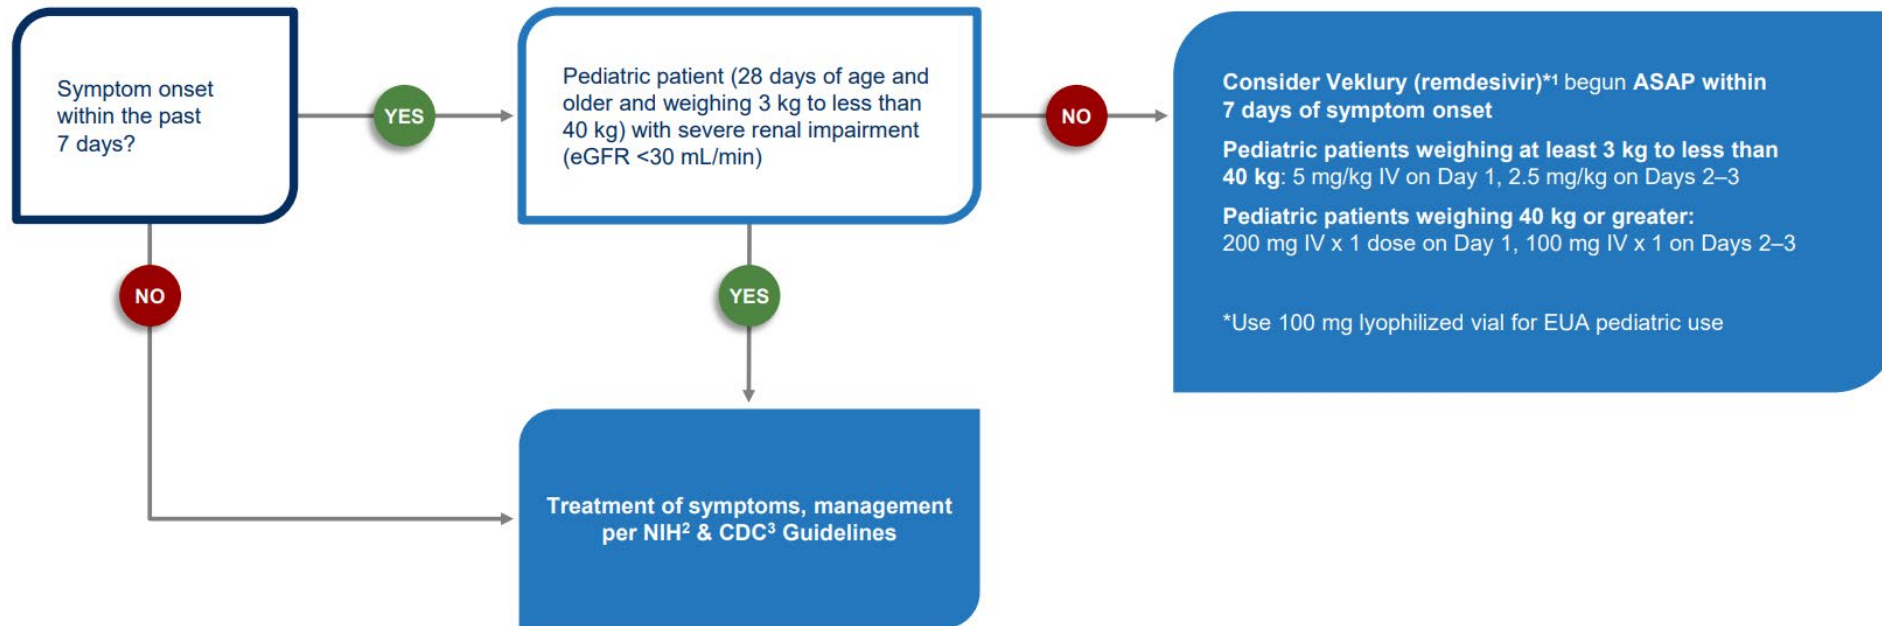 Symptom onset
within the past
7 days?
YES
Pediatric patient (28 days of age and
older and weighing 3 kg to less than
40 kg) with severe renal impairment
(eGFR <30 mL/min)
NO
Consider Veklury (remdesivir)*¹ begun ASAP within
7 days of symptom onset
Pediatric patients weighing at least 3 kg to less than
40 kg: 5 mg/kg IV on Day 1, 2.5 mg/kg on Days 2–3
Pediatric patients weighing 40 kg or greater:
200 mg IV x 1 dose on Day 1, 100 mg IV x 1 on Days 2–3
*Use 100 mg lyophilized vial for EUA pediatric use
NO
YES
Treatment of symptoms, management
per NIH² & CDC³ Guidelines